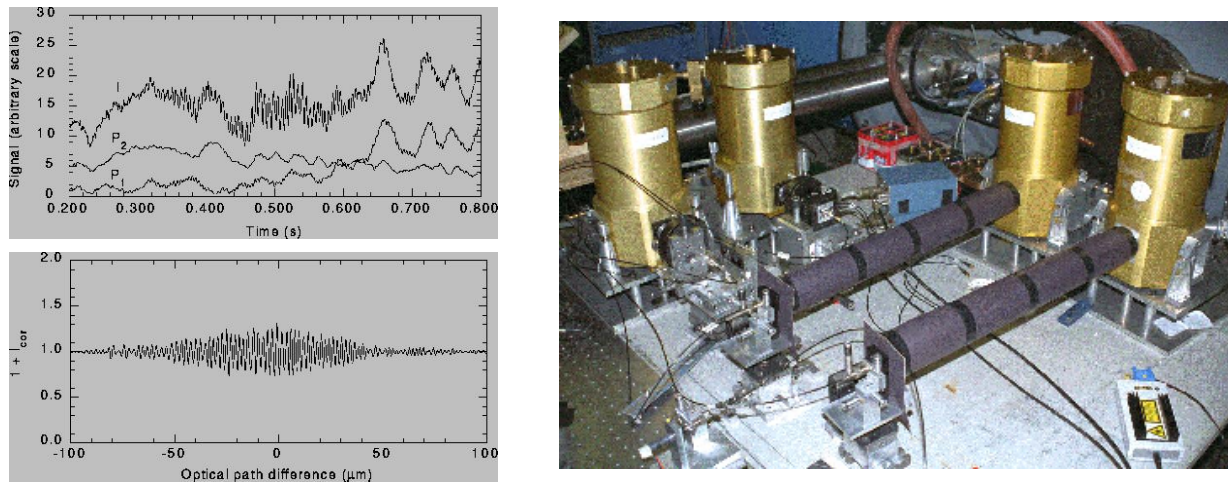 30
25
20
15
10
5
0
Signal (arbitrary scale)
I
P2
P1
0.200 0.300 0.400 0.500 0.600 0.700 0.800
Time (s)
2.0
1.5
1.0
0.5
0.0
1 + Icor
-100 -50 0 50 100
Optical path difference (μm)